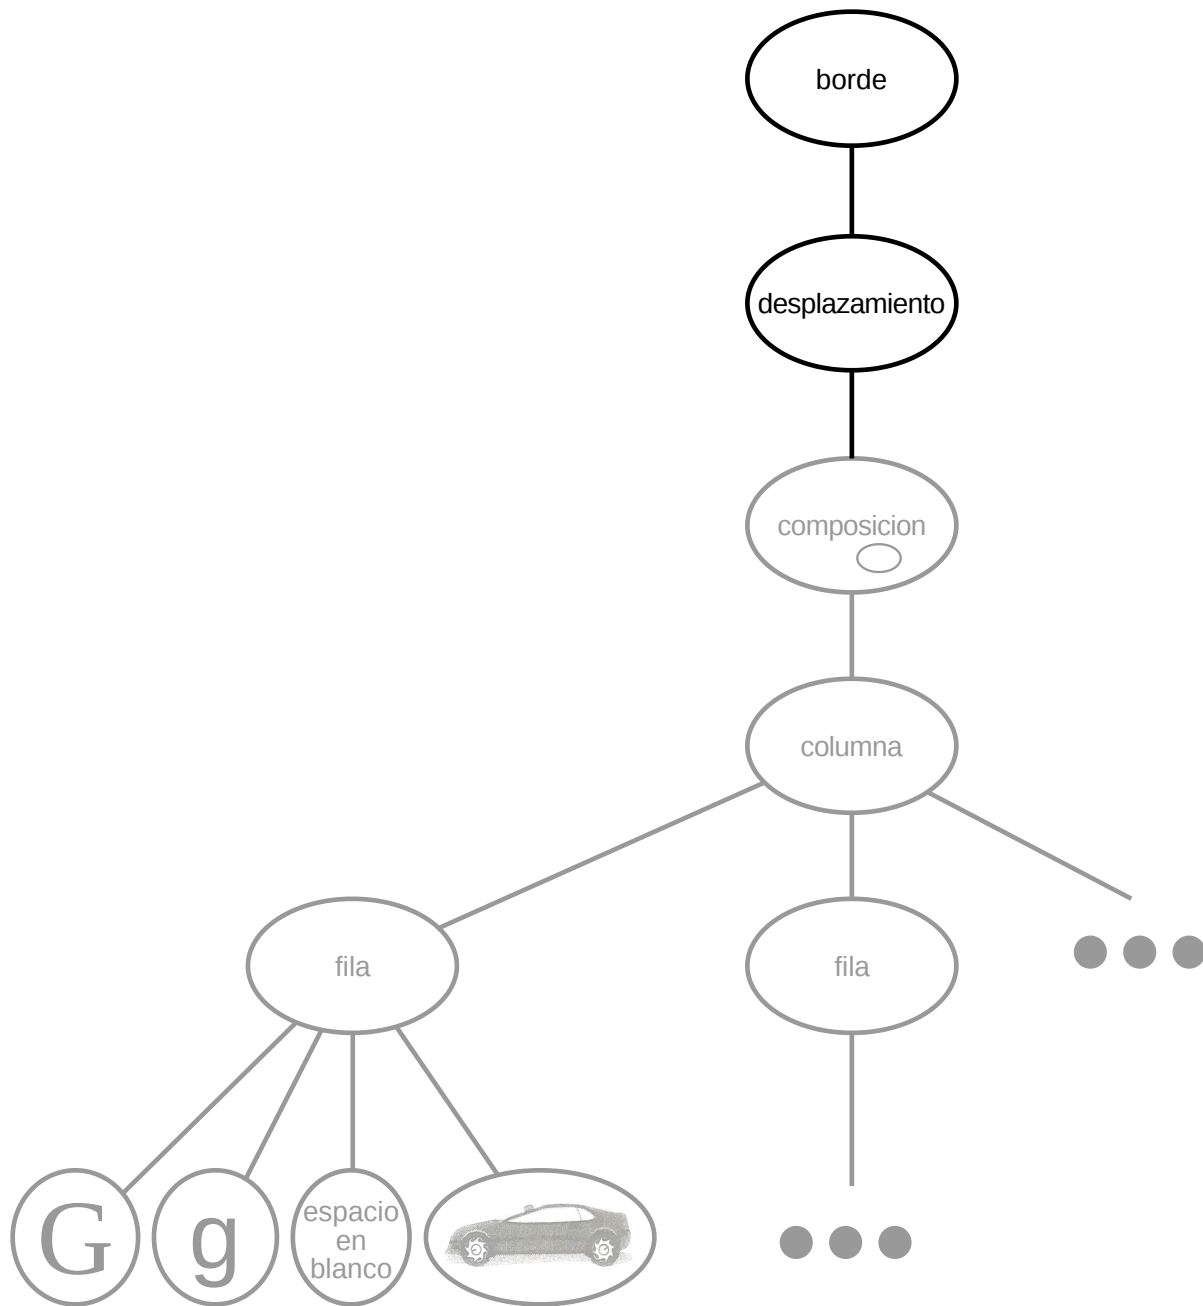 borde
desplazamiento
composicion
columna
fila
fila
G
g
espacio
en
blanco